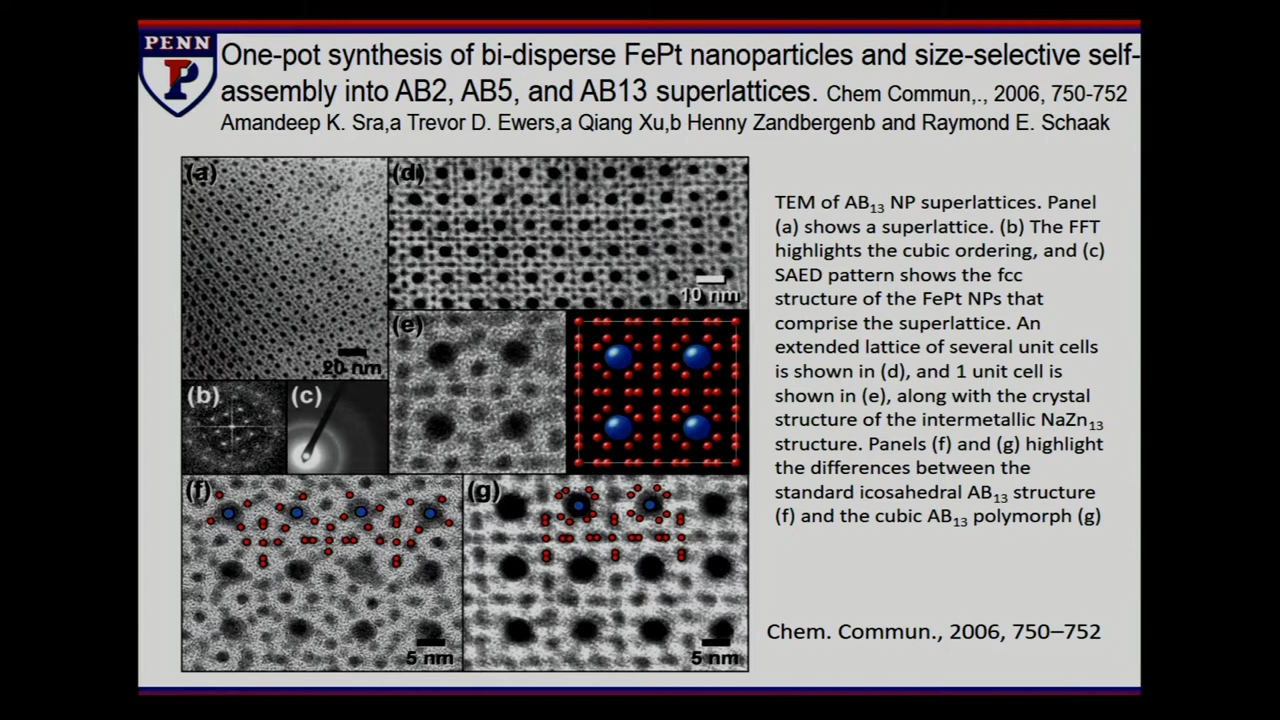 PENN
One-pot synthesis of bi-disperse FePt nanoparticles and size-selective self-
assembly into AB2, AB5, and AB13 superlattices. Chem Commun,., 2006, 750-752
Amandeep K. Sra,a Trevor D. Ewers,a Qiang Xu,b Henny Zandbergenb and Raymond E. Schaak
(a)
20 nm
(b)
(c)
(d)
10 nm
(e)
(f)
5 nm
(g)
5 nm
TEM of AB13 NP superlattices. Panel
(a) shows a superlattice. (b) The FFT
highlights the cubic ordering, and (c)
SAED pattern shows the fcc
structure of the FePt NPs that
comprise the superlattice. An
extended lattice of several unit cells
is shown in (d), and 1 unit cell is
shown in (e), along with the crystal
structure of the intermetallic NaZn13
structure. Panels (f) and (g) highlight
the differences between the
standard icosahedral AB13 structure
(f) and the cubic AB13 polymorph (g)
Chem. Commun., 2006, 750–752